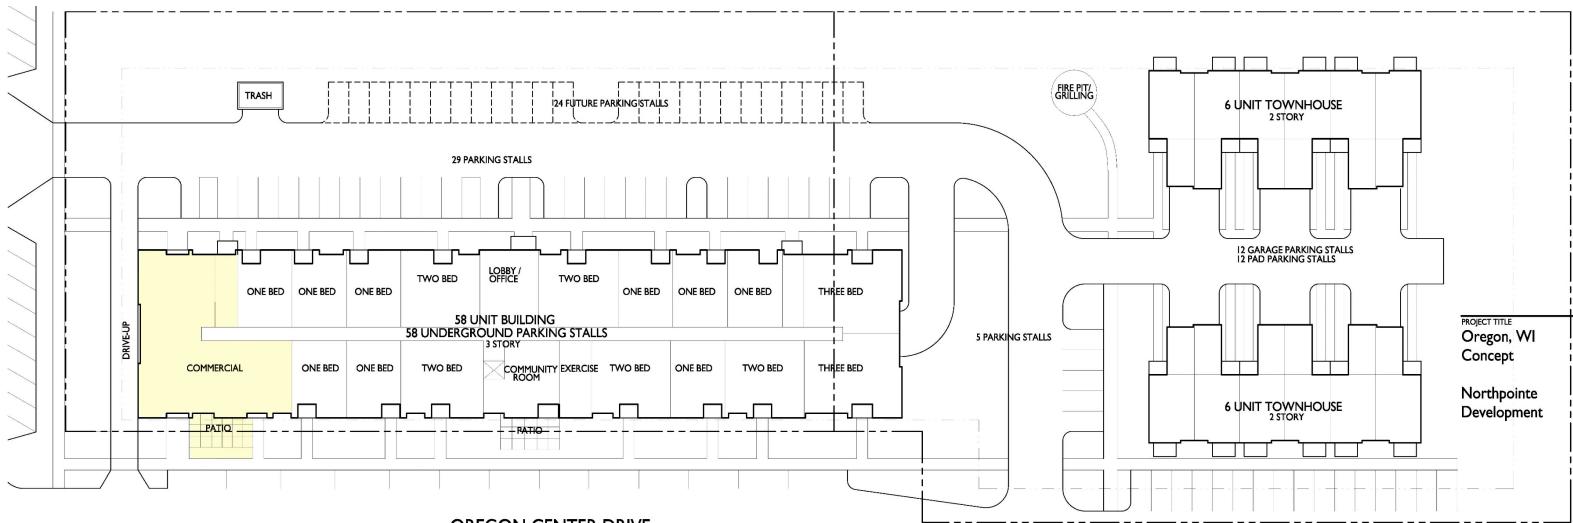 TRASH
24 FUTURE PARKING STALLS
FIRE PIT/
GRILLING
6 UNIT TOWNHOUSE
2 STORY
29 PARKING STALLS
12 GARAGE PARKING STALLS
12 PAD PARKING STALLS
LOBBY /
OFFICE
TWO BED
TWO BED
ONE BED
ONE BED
ONE BED
ONE BED
ONE BED
ONE BED
THREE BED
58 UNIT BUILDING
58 UNDERGROUND PARKING STALLS
3 STORY
DRIVE-UP
5 PARKING STALLS
PROJECT TITLE
Oregon, WI
Concept
Northpointe
Development
COMMERCIAL
ONE BED
ONE BED
TWO BED
COMMUNITY
ROOM
EXERCISE
TWO BED
ONE BED
TWO BED
THREE BED
6 UNIT TOWNHOUSE
2 STORY
PATIO
PATIO
OREGON CENTER DRIVE